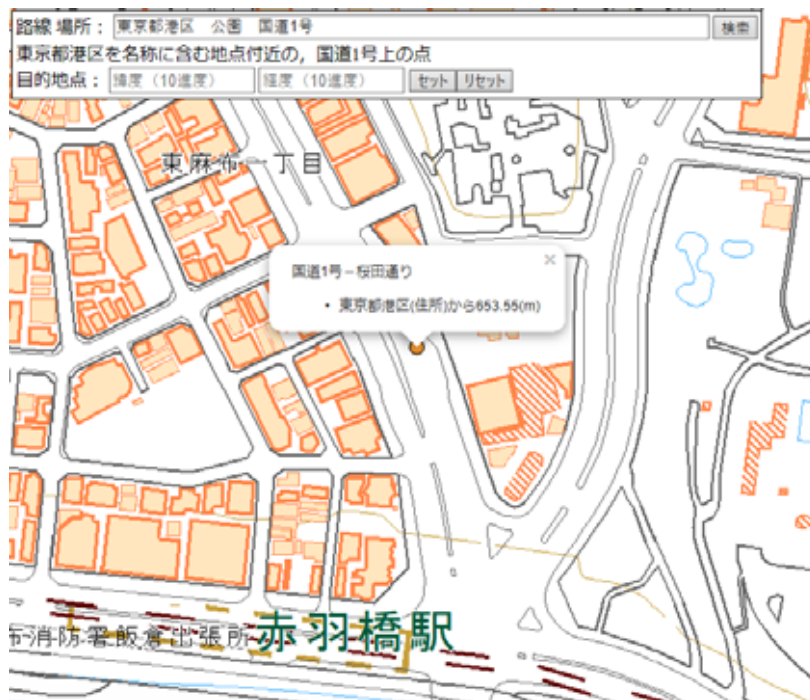 路線 場所： 東京都港区 公園 国道1号 検索
東京都港区を名称に含む地点付近の，国道1号上の点
目的地点： 緯度（10進度） 経度（10進度） セット リセット
東麻布一丁目
国道1号－桜田通り ×
・ 東京都港区(住所)から653.55(m)
布消防署飯倉出張所
赤羽橋駅